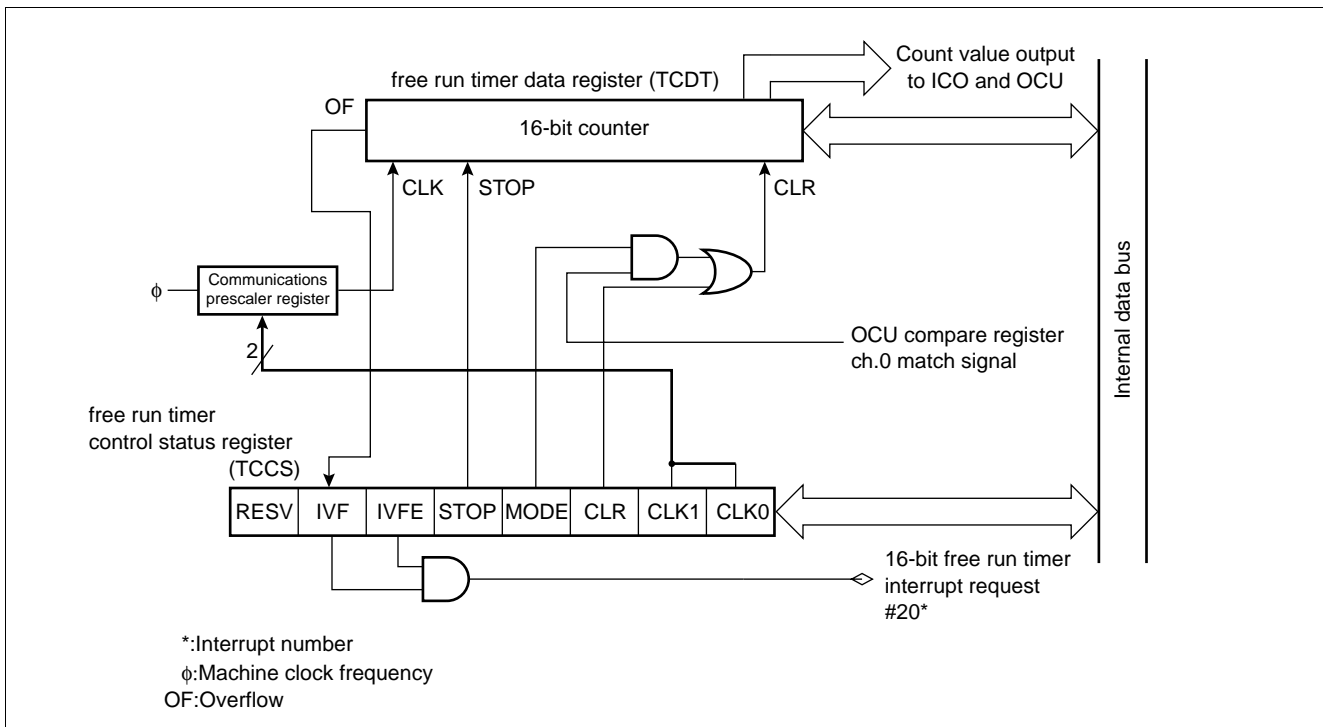 Count value output
to ICO and OCU
free run timer data register (TCDT)
OF
16-bit counter
CLK
STOP
CLR
Communications
prescaler register
ϕ
OCU compare register
ch.0 match signal
2
Internal data bus
free run timer
control status register
(TCCS)
RESV IVF IVFE STOP MODE CLR CLK1 CLK0
16-bit free run timer
interrupt request
#20*
*:Interrupt number
ϕ:Machine clock frequency
OF:Overflow